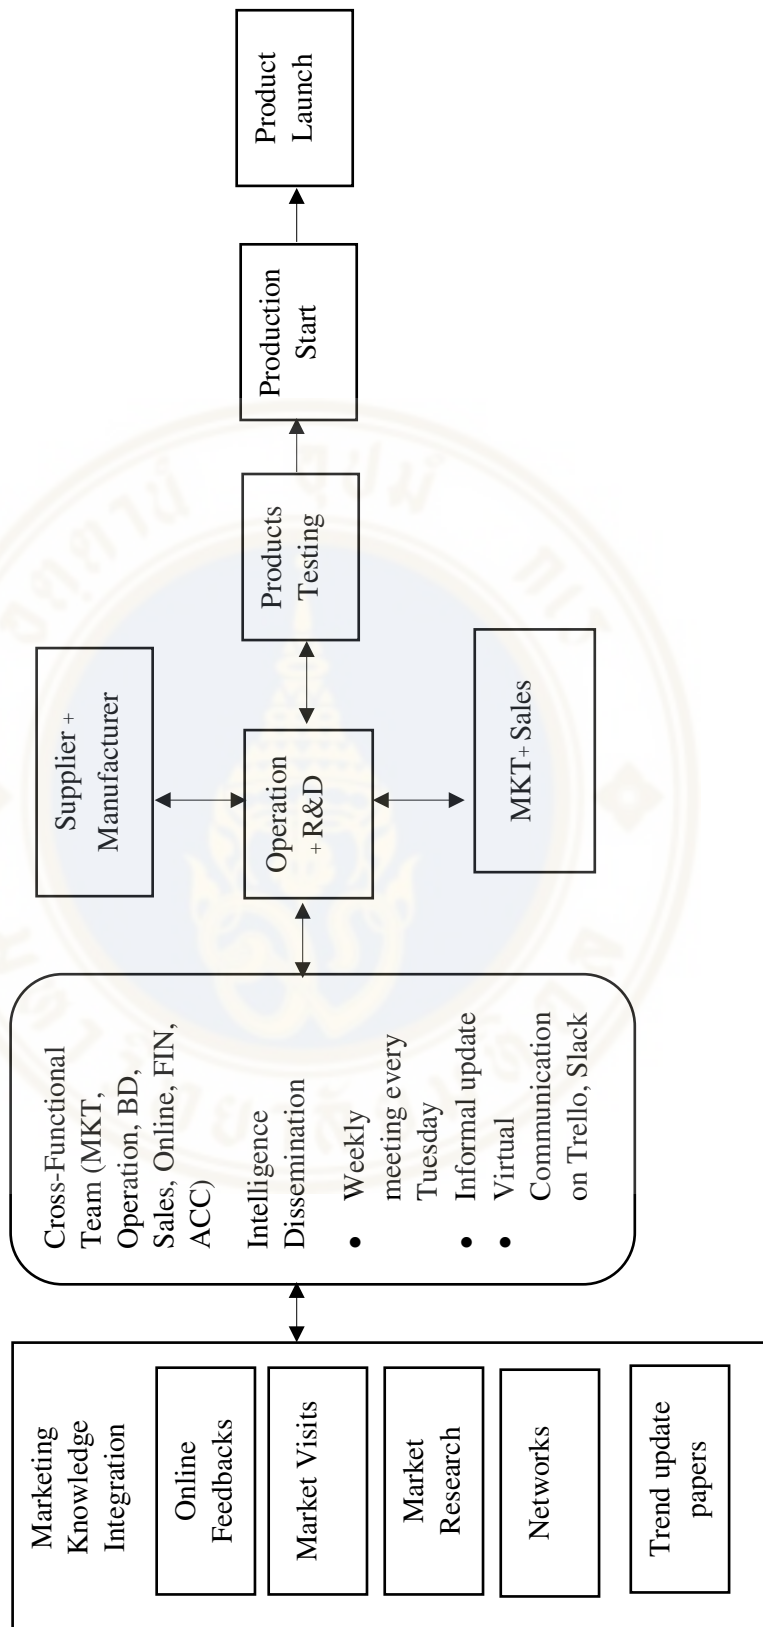 Marketing
Knowledge
Integration
Online
Feedbacks
Market Visits
Market
Research
Networks
Trend update
papers
Cross-Functional
Team (MKT,
Operation, BD,
Sales, Online, FIN,
ACC)
Intelligence
Dissemination
• Weekly
meeting every
Tuesday
• Informal update
• Virtual
Communication
on Trello, Slack
Supplier +
Manufacturer
Operation
+ R&D
MKT+ Sales
Products
Testing
Production
Start
Product
Launch